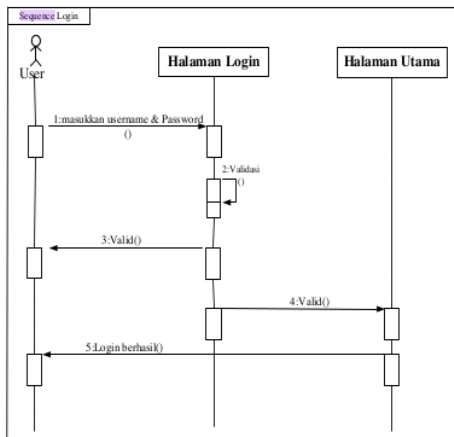 Sequence Login
User
Halaman Login
Halaman Utama
1:masukkan username & Password
()
2:Validasi
()
3:Valid()
4:Valid()
5:Login berhasil()